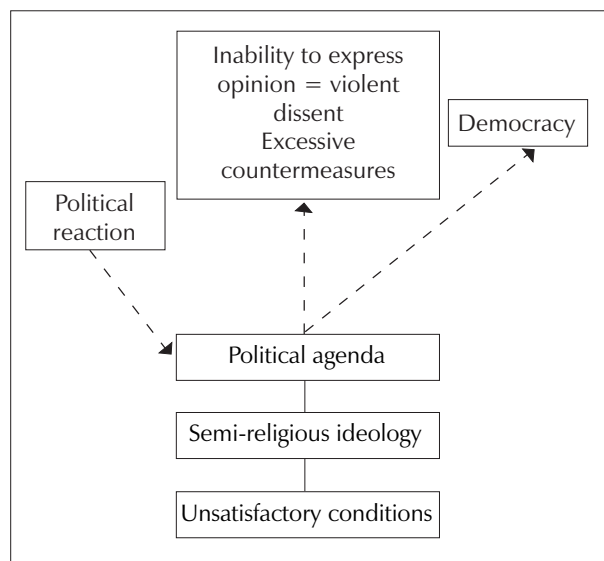 Inability to express
opinion = violent
dissent
Excessive
countermeasures
Democracy
Political
reaction
Political agenda
Semi-religious ideology
Unsatisfactory conditions